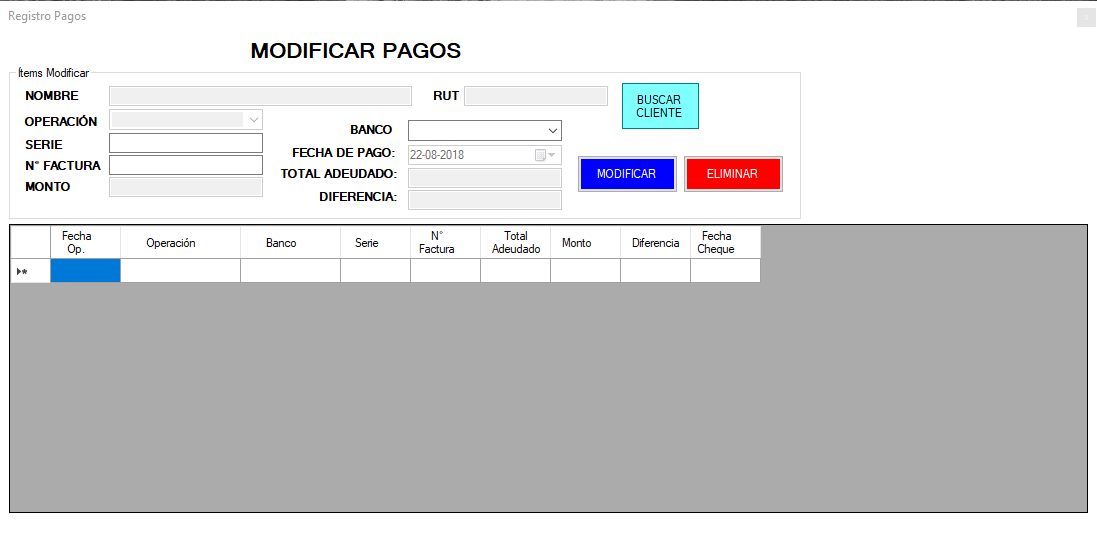 Registro Pagos
x
MODIFICAR PAGOS
Ítems Modificar
NOMBRE
RUT
BUSCAR
CLIENTE
OPERACIÓN
BANCO
SERIE
FECHA DE PAGO:
22-08-2018
N° FACTURA
TOTAL ADEUDADO:
MODIFICAR
ELIMINAR
MONTO
DIFERENCIA:
Fecha
Op.
Operación
Banco
Serie
N°
Factura
Total
Adeudado
Monto
Diferencia
Fecha
Cheque